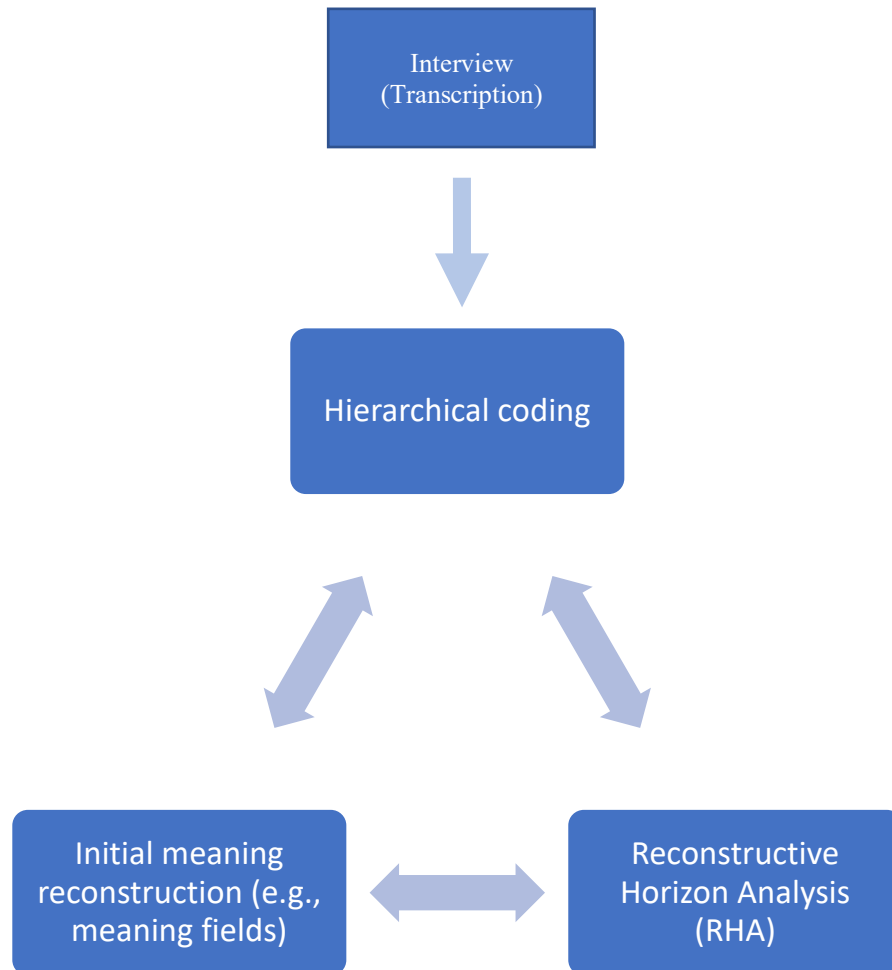 Interview
(Transcription)
Hierarchical coding
Initial meaning
reconstruction (e.g.,
meaning fields)
Reconstructive
Horizon Analysis
(RHA)